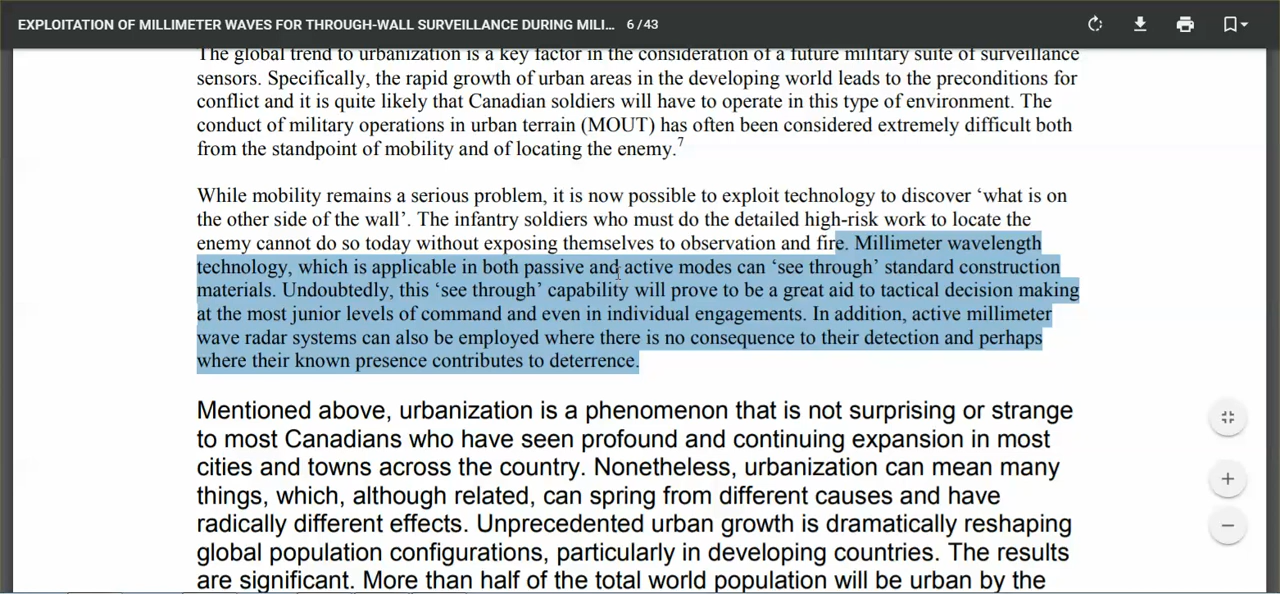 EXPLOITATION OF MILLIMETER WAVES FOR THROUGH-WALL SURVEILLANCE DURING MILI... 6 / 43
The global trend to urbanization is a key factor in the consideration of a future military suite of surveillance
sensors. Specifically, the rapid growth of urban areas in the developing world leads to the preconditions for
conflict and it is quite likely that Canadian soldiers will have to operate in this type of environment. The
conduct of military operations in urban terrain (MOUT) has often been considered extremely difficult both
from the standpoint of mobility and of locating the enemy.7
While mobility remains a serious problem, it is now possible to exploit technology to discover ‘what is on
the other side of the wall’. The infantry soldiers who must do the detailed high-risk work to locate the
enemy cannot do so today without exposing themselves to observation and fire. Millimeter wavelength
technology, which is applicable in both passive and active modes can ‘see through’ standard construction
materials. Undoubtedly, this ‘see through’ capability will prove to be a great aid to tactical decision making
at the most junior levels of command and even in individual engagements. In addition, active millimeter
wave radar systems can also be employed where there is no consequence to their detection and perhaps
where their known presence contributes to deterrence.
Mentioned above, urbanization is a phenomenon that is not surprising or strange
to most Canadians who have seen profound and continuing expansion in most
cities and towns across the country. Nonetheless, urbanization can mean many
things, which, although related, can spring from different causes and have
radically different effects. Unprecedented urban growth is dramatically reshaping
global population configurations, particularly in developing countries. The results
are significant. More than half of the total world population will be urban by the